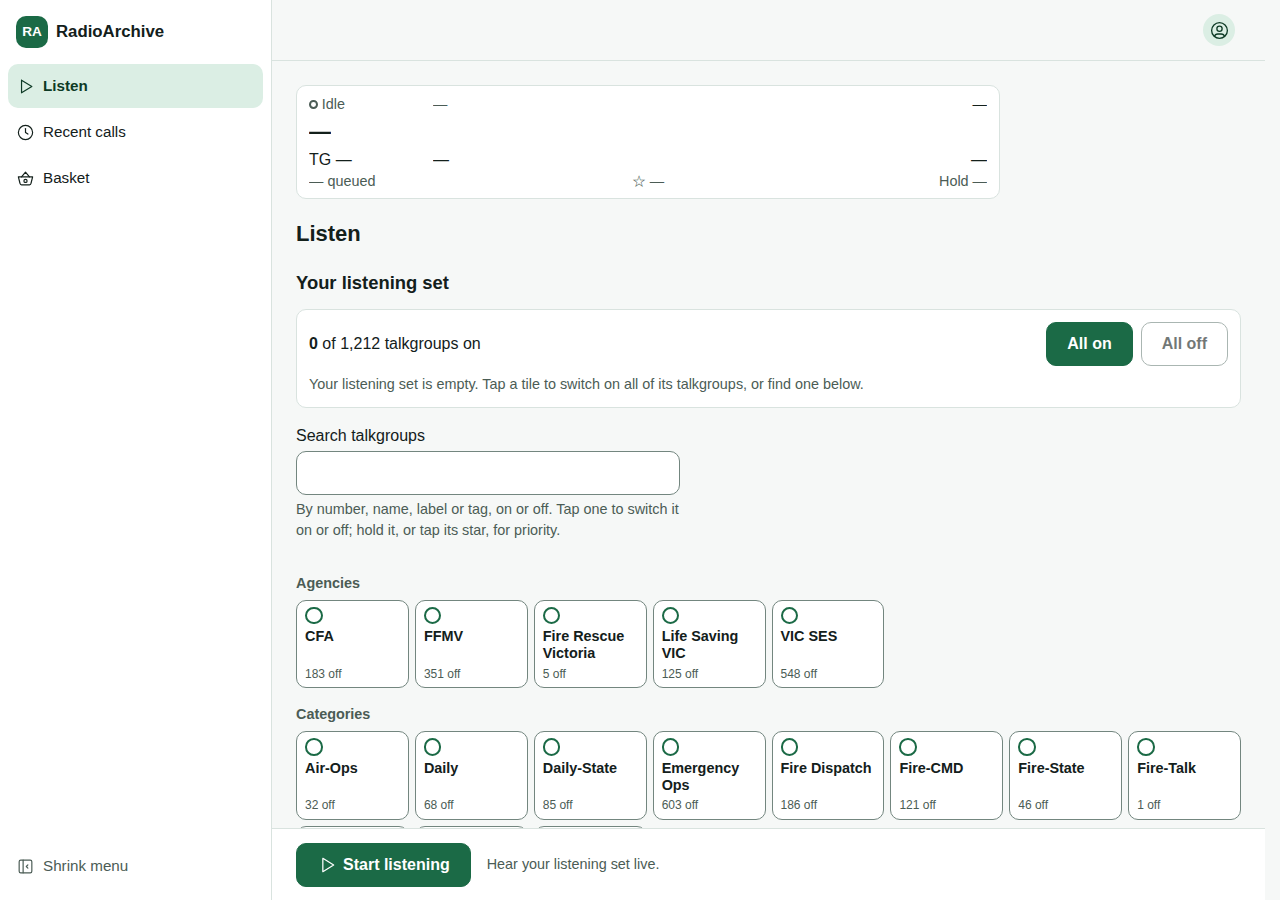 RA RadioArchive
Listen
Recent calls
Basket
Shrink menu
Idle — —
—
TG — — —
— queued ☆ — Hold —
Listen
Your listening set
0 of 1,212 talkgroups on
All on All off
Your listening set is empty. Tap a tile to switch on all of its talkgroups, or find one below.
Search talkgroups
By number, name, label or tag, on or off. Tap one to switch it
on or off; hold it, or tap its star, for priority.
Agencies
CFA
183 off
FFMV
351 off
Fire Rescue
Victoria
5 off
Life Saving
VIC
125 off
VIC SES
548 off
Categories
Air-Ops
32 off
Daily
68 off
Daily-State
85 off
Emergency
Ops
603 off
Fire Dispatch
186 off
Fire-CMD
121 off
Fire-State
46 off
Fire-Talk
1 off
Start listening
Hear your listening set live.